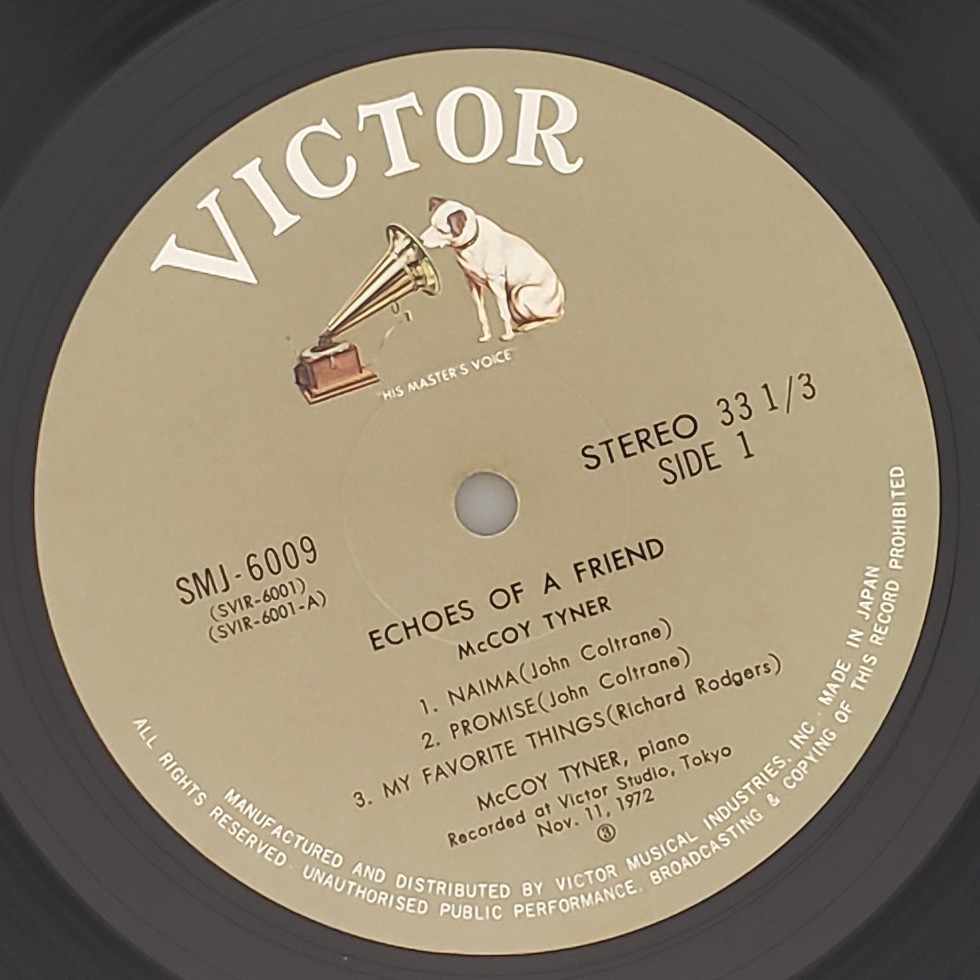 VICTOR
"HIS MASTER'S VOICE"
STEREO 33 1/3
SIDE 1
SMJ-6009
(SVIR-6001)
(SVIR-6001-A)
ECHOES OF A FRIEND
McCOY TYNER
1. NAIMA(John Coltrane)
2. PROMISE(John Coltrane)
3. MY FAVORITE THINGS(Richard Rodgers)
McCOY TYNER, piano
Recorded at Victor Studio, Tokyo
Nov. 11, 1972
③
MANUFACTURED AND DISTRIBUTED BY VICTOR MUSICAL INDUSTRIES, INC. MADE IN JAPAN
ALL RIGHTS RESERVED · UNAUTHORISED PUBLIC PERFORMANCE, BROADCASTING & COPYING OF THIS RECORD PROHIBITED